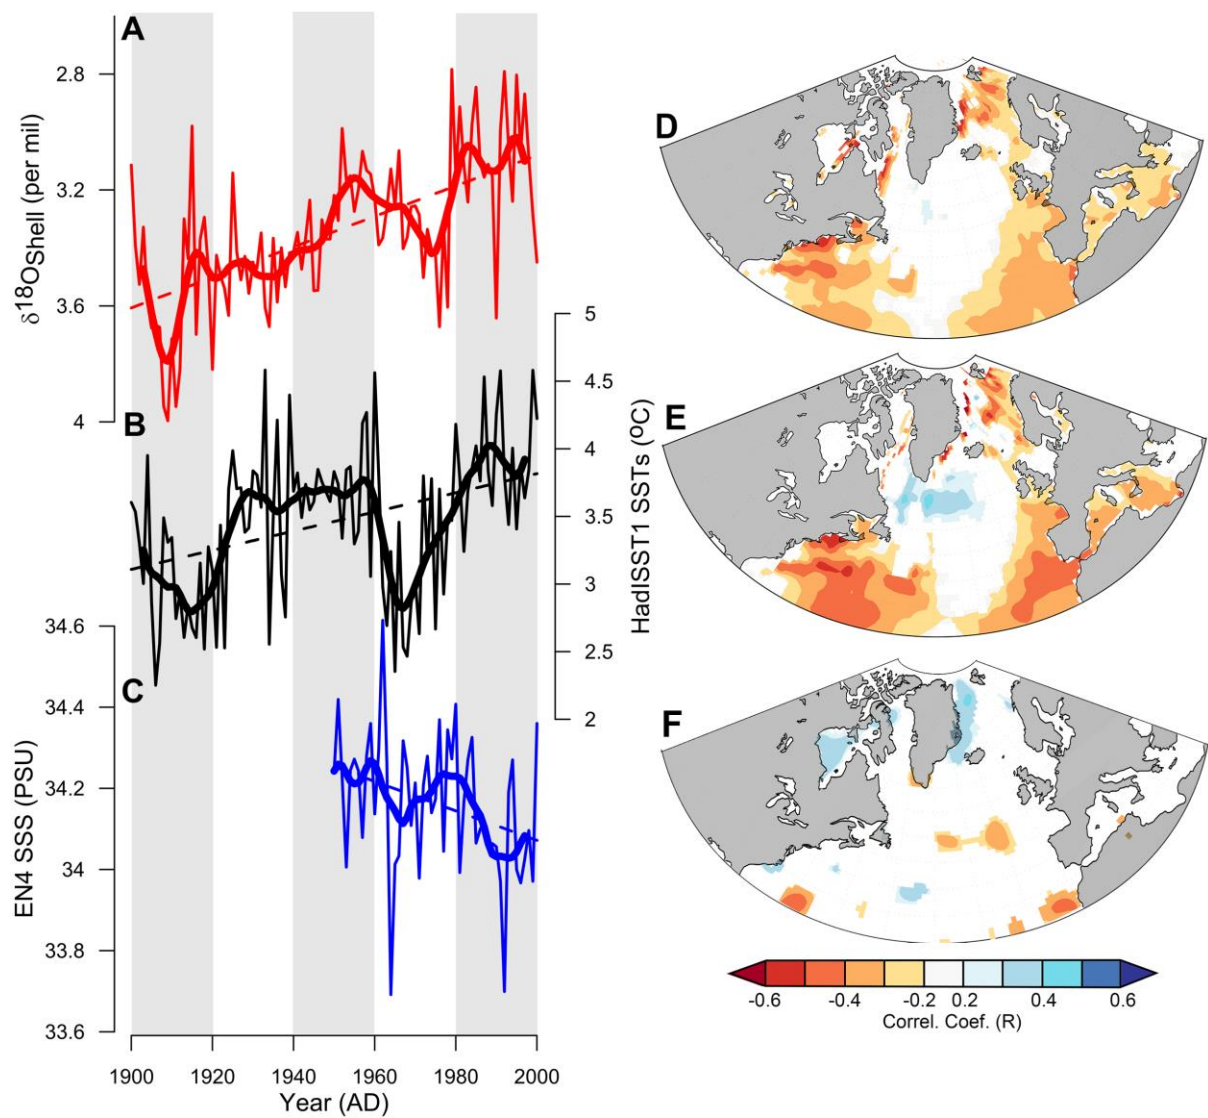 A
2.8
3.2
3.6
4
δ18OShell (per mil)
B
5
4.5
4
3.5
3
2.5
2
HadISST1 SSTs (ºC)
C
34.6
34.4
34.2
34
33.8
33.6
EN4 SSS (PSU)
1900 1920 1940 1960 1980 2000
Year (AD)
D
E
F
-0.6 -0.4 -0.2 0.2 0.4 0.6
Correl. Coef. (R)